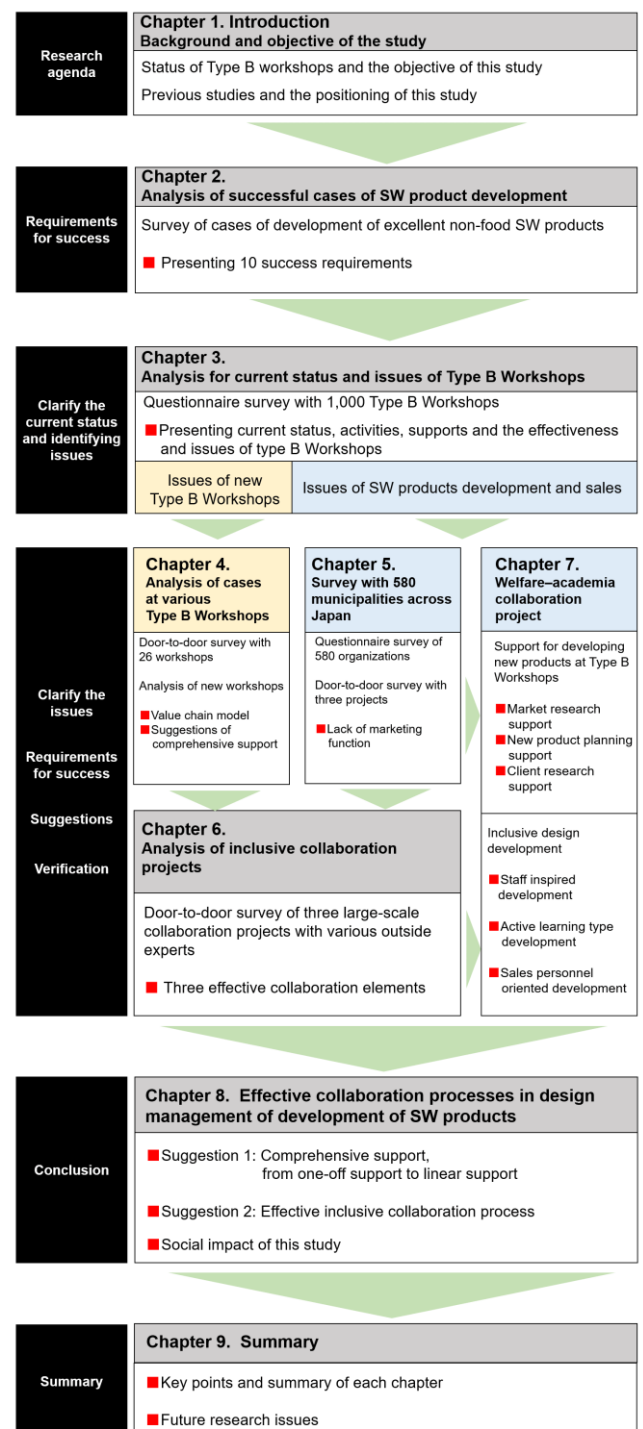 Research
agenda
Chapter 1. Introduction
Background and objective of the study
Status of Type B workshops and the objective of this study
Previous studies and the positioning of this study
Requirements
for success
Chapter 2.
Analysis of successful cases of SW product development
Survey of cases of development of excellent non-food SW products
Presenting 10 success requirements
Clarify the
current status
and identifying
issues
Chapter 3.
Analysis for current status and issues of Type B Workshops
Questionnaire survey with 1,000 Type B Workshops
Presenting current status, activities, supports and the effectiveness
and issues of type B Workshops
Issues of new
Type B Workshops
Issues of SW products development and sales
Clarify the
issues
Requirements
for success
Suggestions
Verification
Chapter 4.
Analysis of cases
at various
Type B Workshops
Door-to-door survey with
26 workshops
Analysis of new workshops
Value chain model
Suggestions of
comprehensive support
Chapter 5.
Survey with 580
municipalities across
Japan
Questionnaire survey of
580 organizations
Door-to-door survey with
three projects
Lack of marketing
function
Chapter 6.
Analysis of inclusive collaboration
projects
Door-to-door survey of three large-scale
collaboration projects with various outside
experts
Three effective collaboration elements
Chapter 7.
Welfare–academia
collaboration
project
Support for developing
new products at Type B
Workshops
Market research
support
New product planning
support
Client research
support
Inclusive design
development
Staff inspired
development
Active learning type
development
Sales personnel
oriented development
Conclusion
Chapter 8. Effective collaboration processes in design
management of development of SW products
Suggestion 1: Comprehensive support,
from one-off support to linear support
Suggestion 2: Effective inclusive collaboration process
Social impact of this study
Summary
Chapter 9. Summary
Key points and summary of each chapter
Future research issues